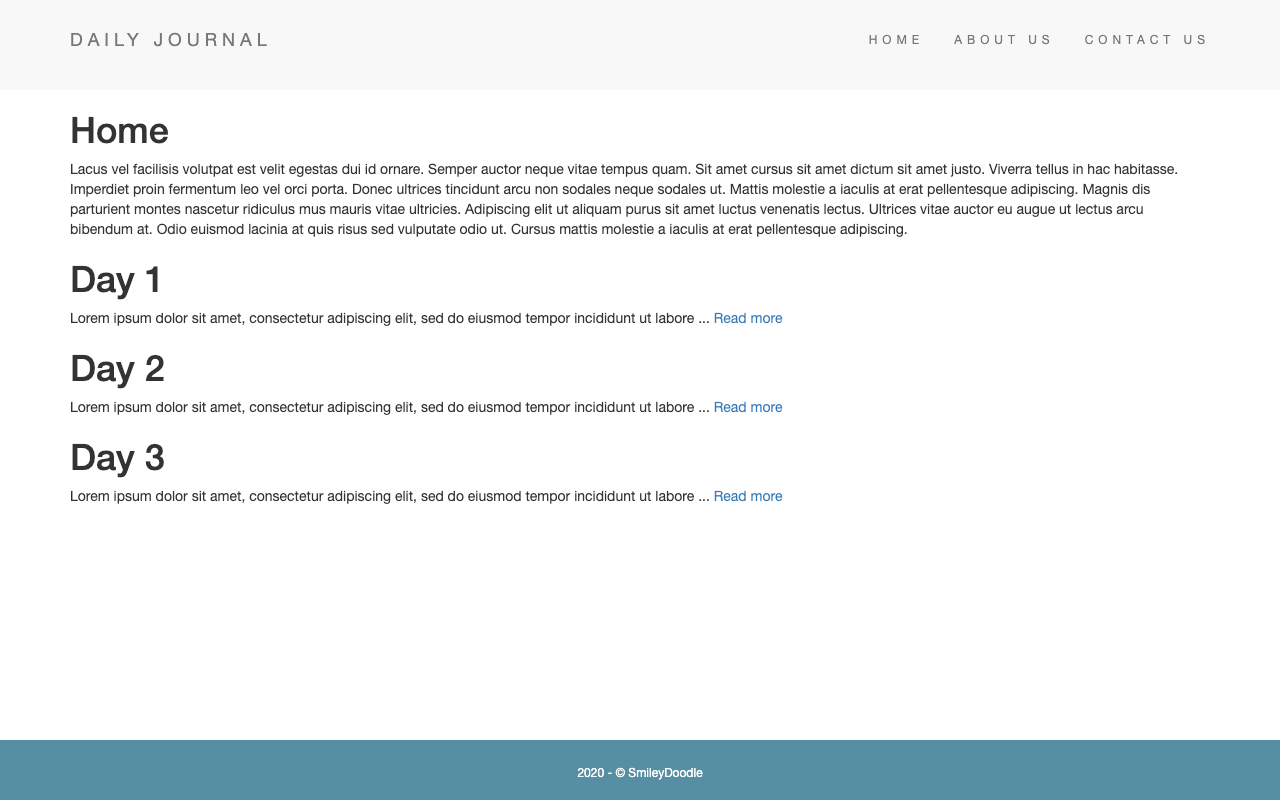 DAILY JOURNAL
HOME ABOUT US CONTACT US
Home
Lacus vel facilisis volutpat est velit egestas dui id ornare. Semper auctor neque vitae tempus quam. Sit amet cursus sit amet dictum sit amet justo. Viverra tellus in hac habitasse.
Imperdiet proin fermentum leo vel orci porta. Donec ultrices tincidunt arcu non sodales neque sodales ut. Mattis molestie a iaculis at erat pellentesque adipiscing. Magnis dis
parturient montes nascetur ridiculus mus mauris vitae ultricies. Adipiscing elit ut aliquam purus sit amet luctus venenatis lectus. Ultrices vitae auctor eu augue ut lectus arcu
bibendum at. Odio euismod lacinia at quis risus sed vulputate odio ut. Cursus mattis molestie a iaculis at erat pellentesque adipiscing.
Day 1
Lorem ipsum dolor sit amet, consectetur adipiscing elit, sed do eiusmod tempor incididunt ut labore ... Read more
Day 2
Lorem ipsum dolor sit amet, consectetur adipiscing elit, sed do eiusmod tempor incididunt ut labore ... Read more
Day 3
Lorem ipsum dolor sit amet, consectetur adipiscing elit, sed do eiusmod tempor incididunt ut labore ... Read more
2020 - © SmileyDoodle